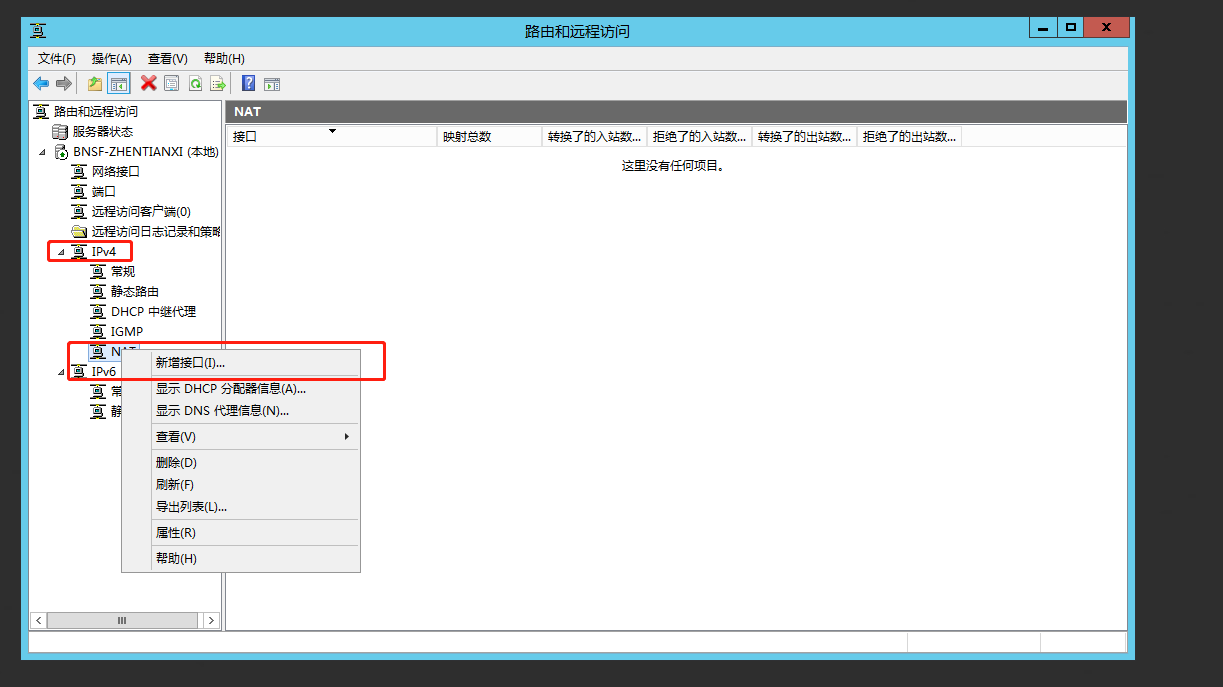 路由和远程访问
文件(F) 操作(A) 查看(V) 帮助(H)
路由和远程访问
服务器状态
BNSF-ZHENTIANXI (本地)
网络接口
端口
远程访问客户端(0)
远程访问日志记录和策略
IPv4
常规
静态路由
DHCP 中继代理
IGMP
NAT
IPv6
常
静
NAT
接口 映射总数 转换了的入站数... 拒绝了的入站数... 转换了的出站数... 拒绝了的出站数...
这里没有任何项目。
新增接口(I)...
显示 DHCP 分配器信息(A)...
显示 DNS 代理信息(N)...
查看(V)
删除(D)
刷新(F)
导出列表(L)...
属性(R)
帮助(H)